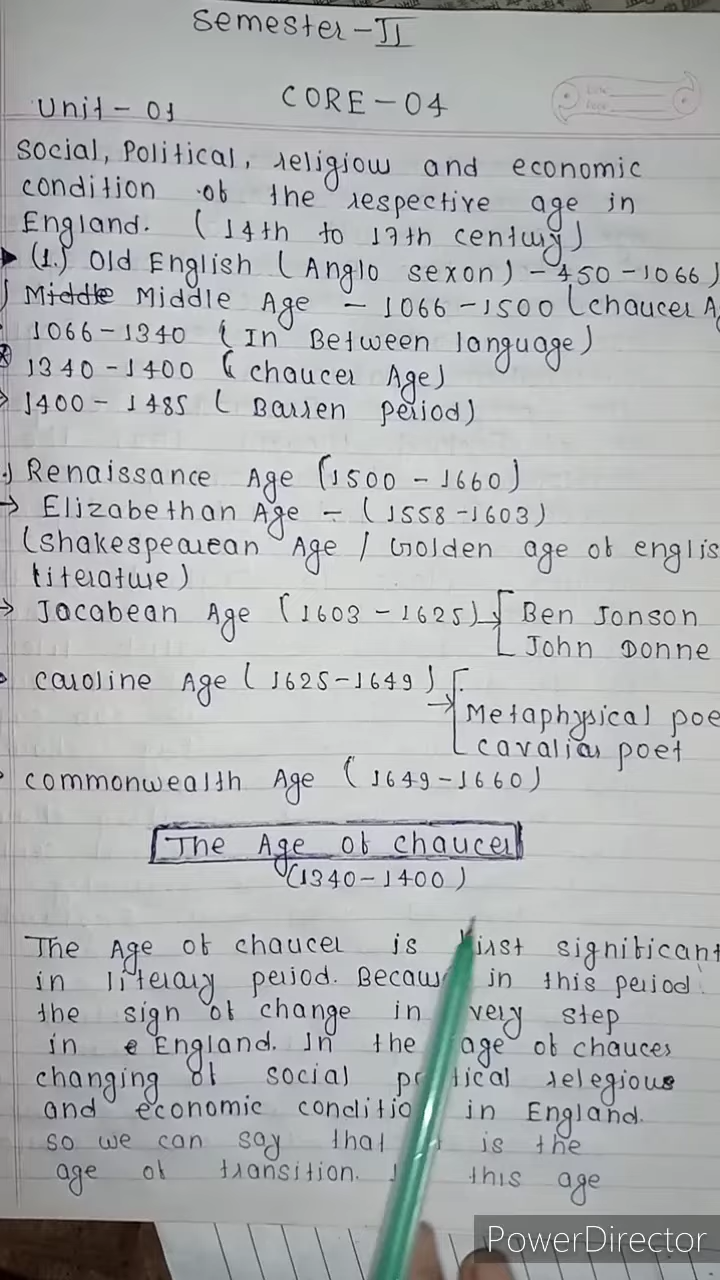 Semester-II
Unit-01 CORE-04
Social, Political, religiow and economic
condition of the respective age in
England. (14th to 17th century)
(1.) Old English (Anglo sexon) - 450-1066)
Middle Middle Age - 1066-1500 (chaucer A
1066-1340 (In Between language)
1340-1400 (chaucer Age)
1400-1485 (Barren period)
Renaissance Age (1500-1660)
→ Elizabethan Age - (1558-1603)
(Shakespearean Age / Golden age of englis
literature)
→ Jacabean Age (1603-1625) → Ben Jonson
John Donne
caroline Age (1625-1649)
→ Metaphysical poe
cavaliar poet
commonwealth Age (1649-1660)
The Age of chaucer
(1340-1400)
The Age of chaucer is first significant
in literary period. Becaus in this period
the sign of change in very step
in e England. In the age of chaucer
changing of social political relegious
and economic conditio in England.
so we can say that is the
age of transition. this age
PowerDirector